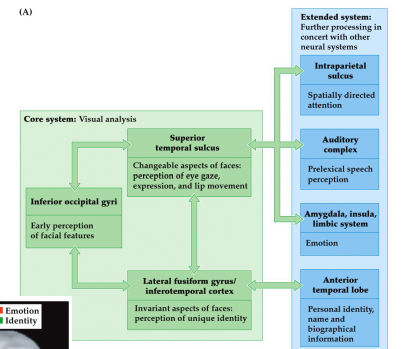 (A)
Extended system:
Further processing in
concert with other
neural systems
Intraparietal
sulcus
Spatially directed
attention
Core system: Visual analysis
Superior
temporal sulcus
Changeable aspects of faces:
perception of eye gaze,
expression, and lip movement
Auditory
complex
Prelexical speech
perception
Inferior occipital gyri
Early perception
of facial features
Amygdala, insula,
limbic system
Emotion
Lateral fusiform gyrus/
inferotemporal cortex
Invariant aspects of faces:
perception of unique identity
Anterior
temporal lobe
Personal identity,
name and
biographical
information
Emotion
Identity